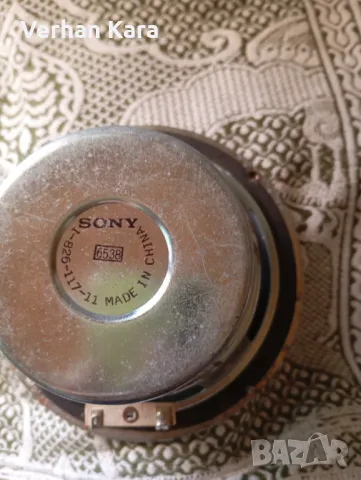 Verhan Kara
SONY
6538
1-826-117-11 MADE IN CHINA
BAZAR